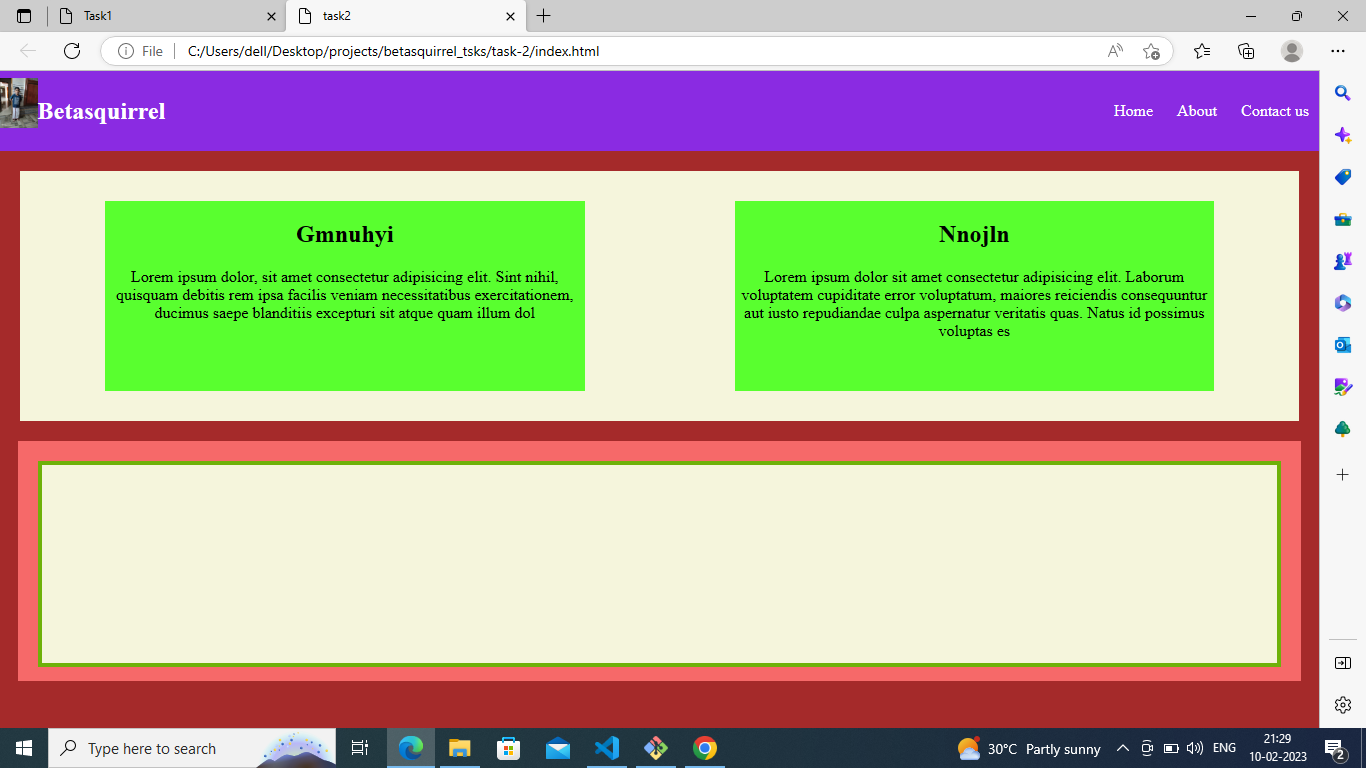 Task1
task2
File
C:/Users/dell/Desktop/projects/betasquirrel_tsks/task-2/index.html
Betasquirrel
Home About Contact us
Gmnuhyi
Lorem ipsum dolor, sit amet consectetur adipisicing elit. Sint nihil,
quisquam debitis rem ipsa facilis veniam necessitatibus exercitationem,
ducimus saepe blanditiis excepturi sit atque quam illum dol
Nnojln
Lorem ipsum dolor sit amet consectetur adipisicing elit. Laborum
voluptatem cupiditate error voluptatum, maiores reiciendis consequuntur
aut iusto repudiandae culpa aspernatur veritatis quas. Natus id possimus
voluptas es
Type here to search
30°C Partly sunny
ENG
21:29
10-02-2023
2